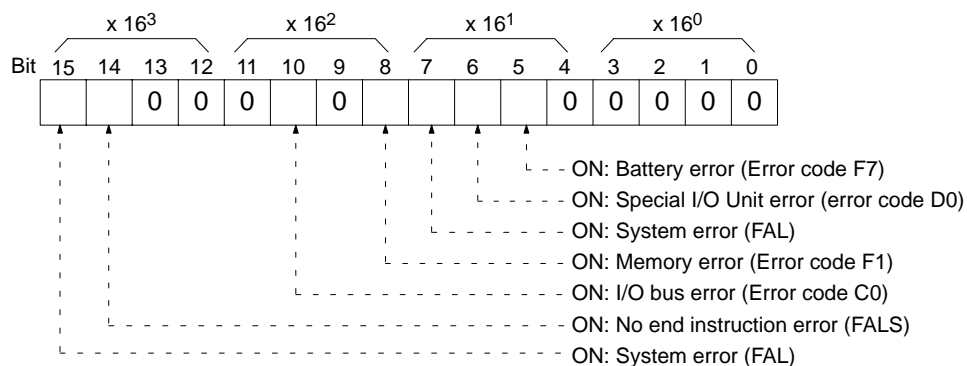 x 16³ x 16² x 16¹ x 16⁰
Bit 15 14 13 12 11 10 9 8 7 6 5 4 3 2 1 0
0 0 0 0 0 0 0 0 0
ON: Battery error (Error code F7)
ON: Special I/O Unit error (error code D0)
ON: System error (FAL)
ON: Memory error (Error code F1)
ON: I/O bus error (Error code C0)
ON: No end instruction error (FALS)
ON: System error (FAL)